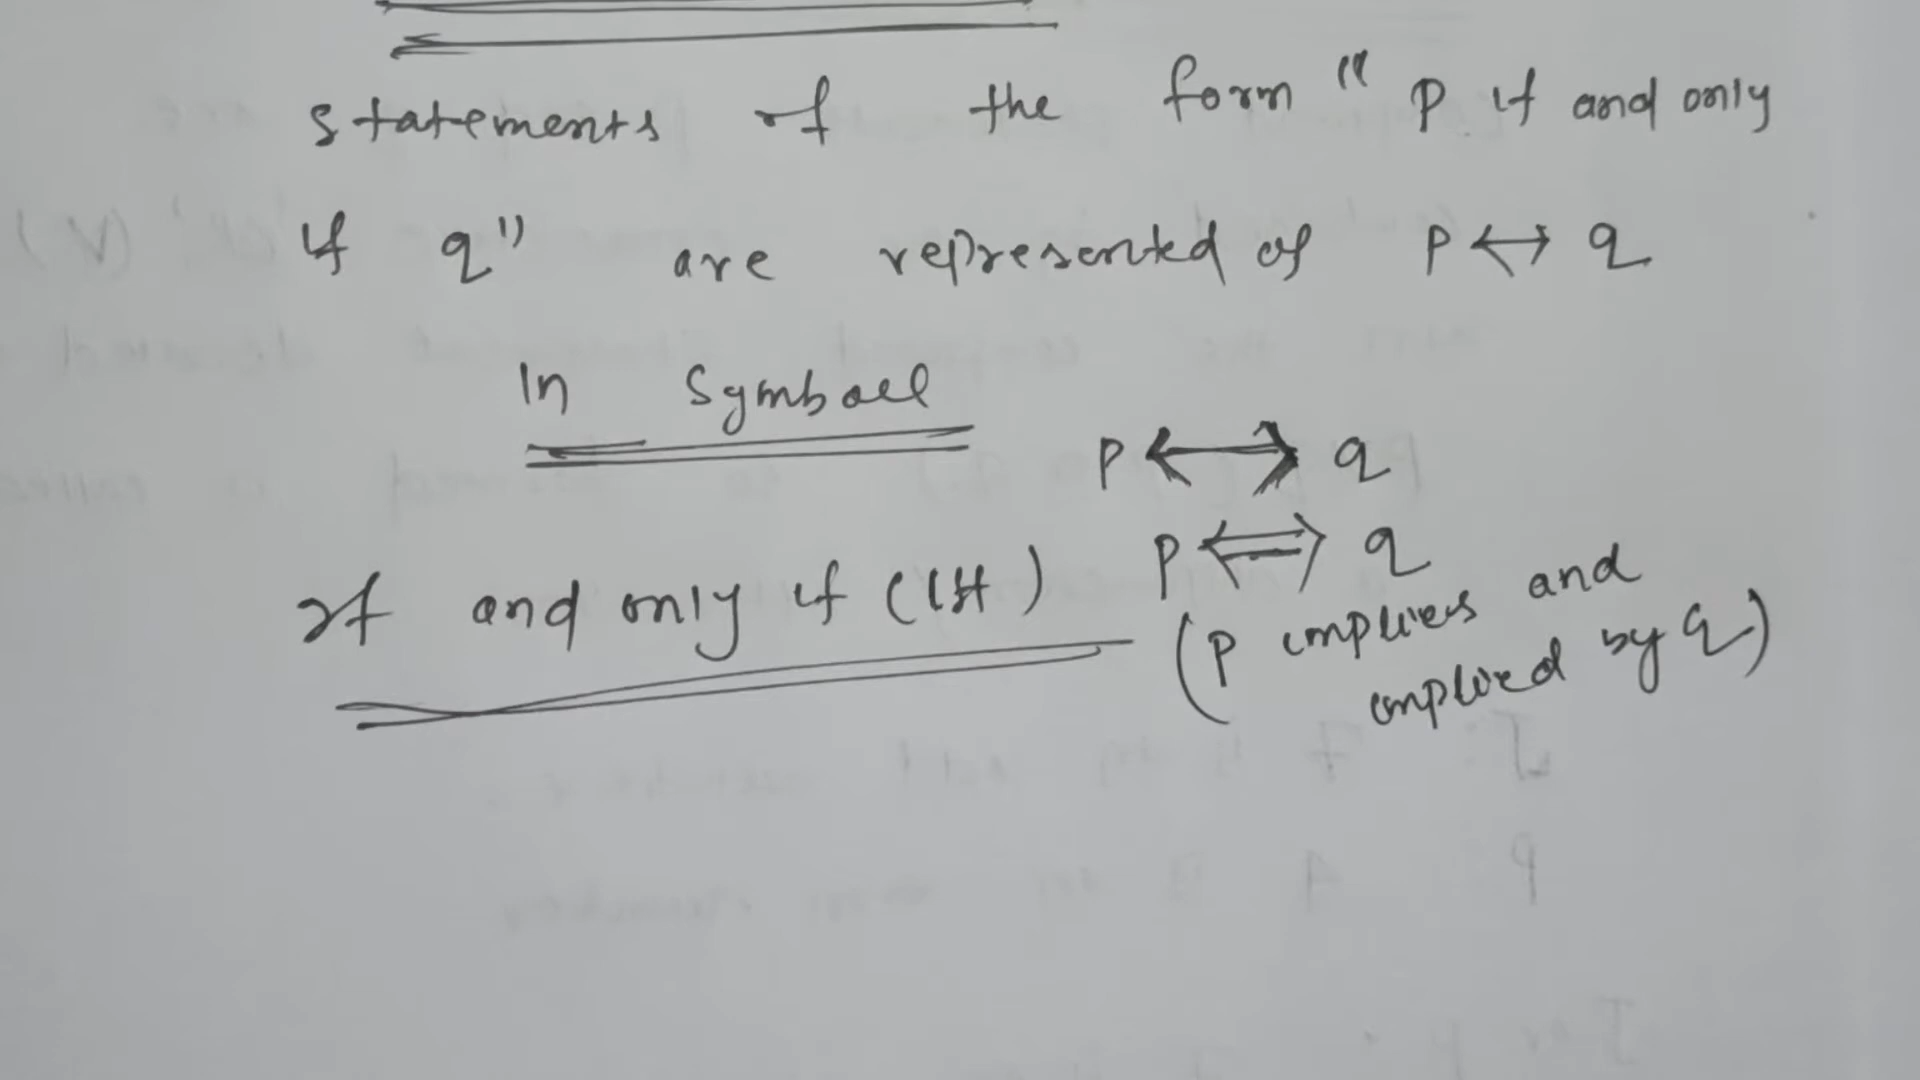 statements of the form " p if and only
if q" are represented of p ↔ q
In Symboll
p ↔ q
p ⇔ q
If and only if (iff)
(p implies and
implied by q)